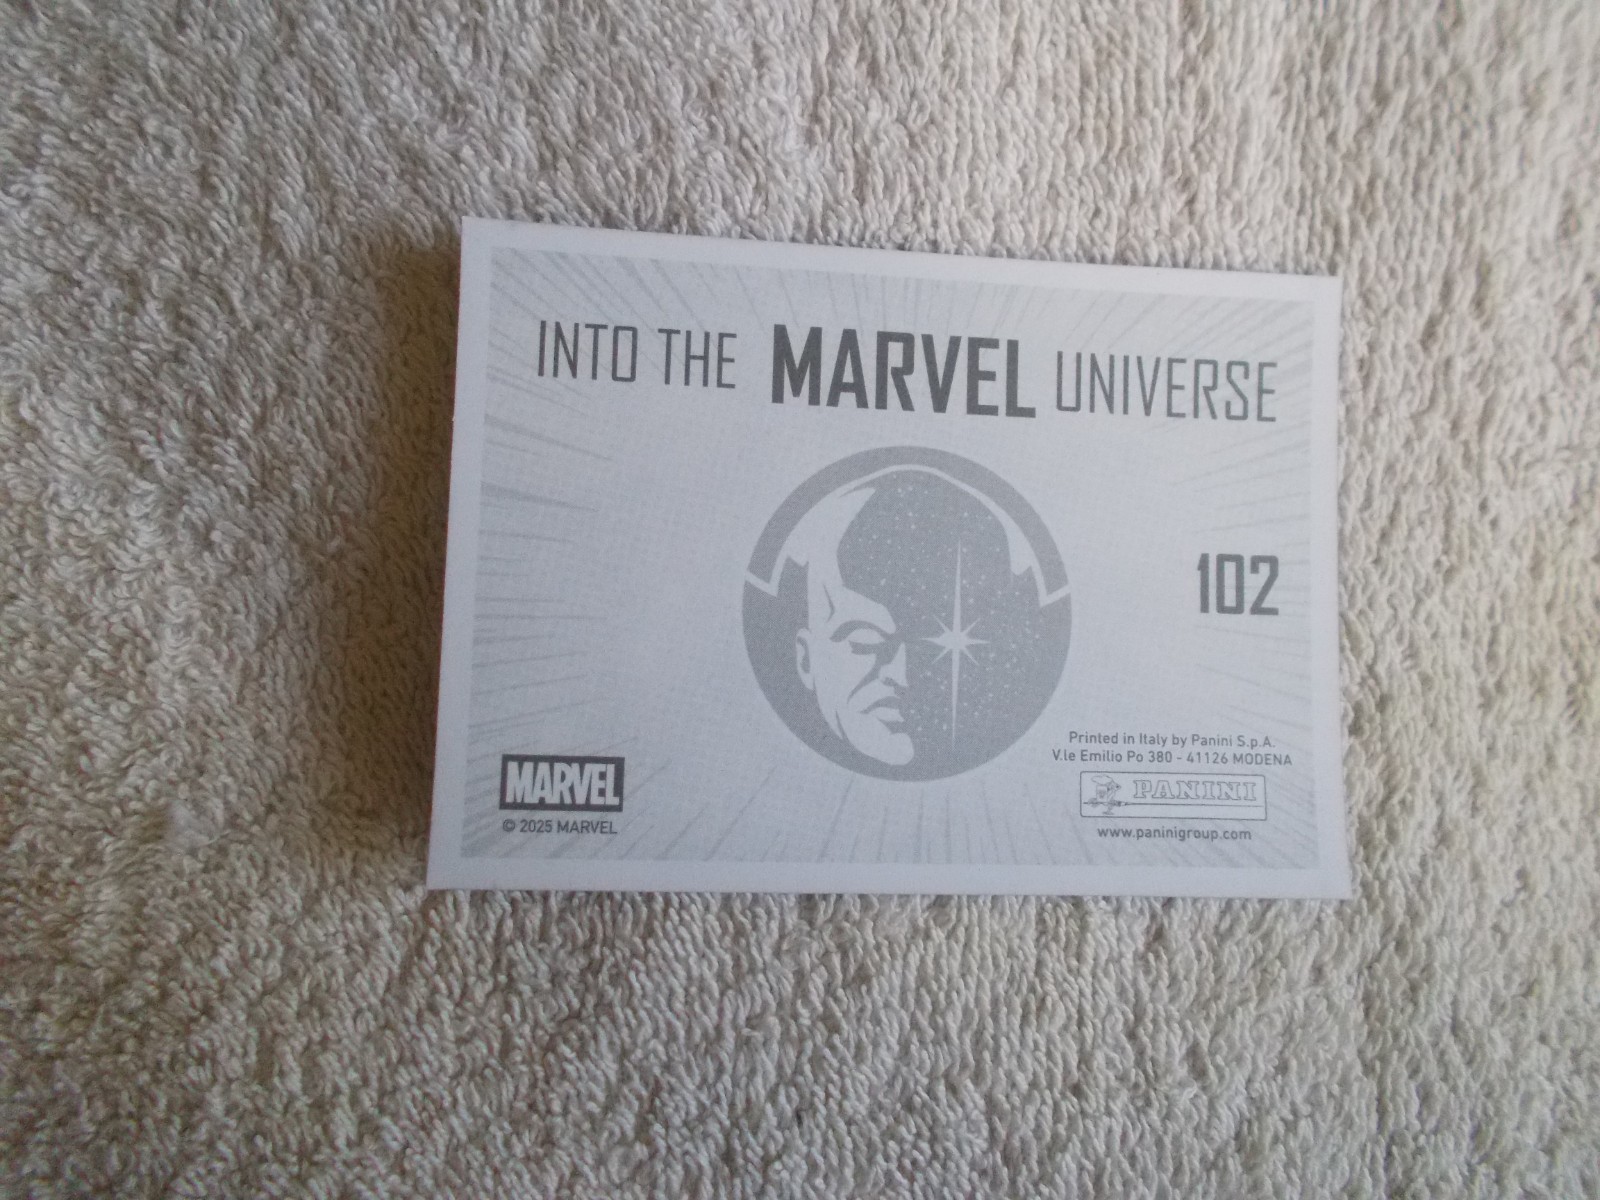 INTO THE MARVEL UNIVERSE
102
Printed in Italy by Panini S.p.A.
V.le Emilio Po 380 - 41126 MODENA
PANINI
www.paninigroup.com
MARVEL
© 2025 MARVEL